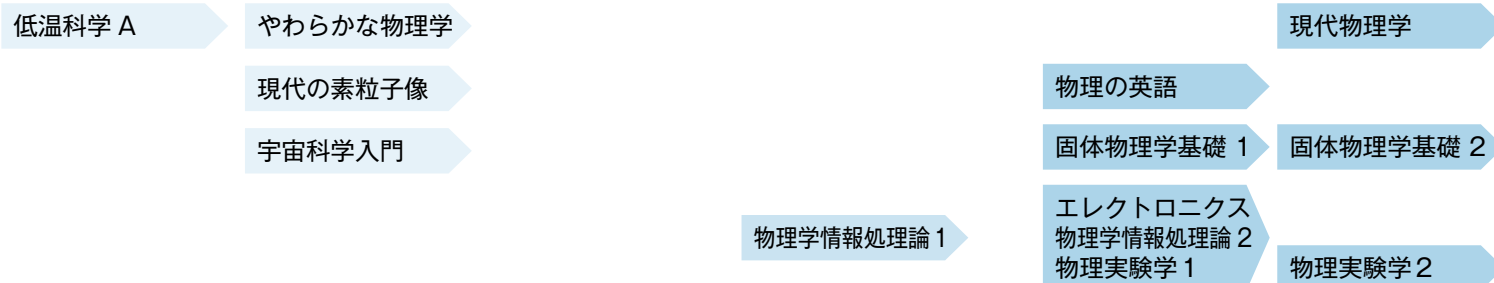 低温科学 A
やわらかな物理学
現代物理学
現代の素粒子像
物理の英語
宇宙科学入門
固体物理学基礎 1
固体物理学基礎 2
エレクトロニクス
物理学情報処理論1
物理学情報処理論2
物理実験学1
物理実験学2